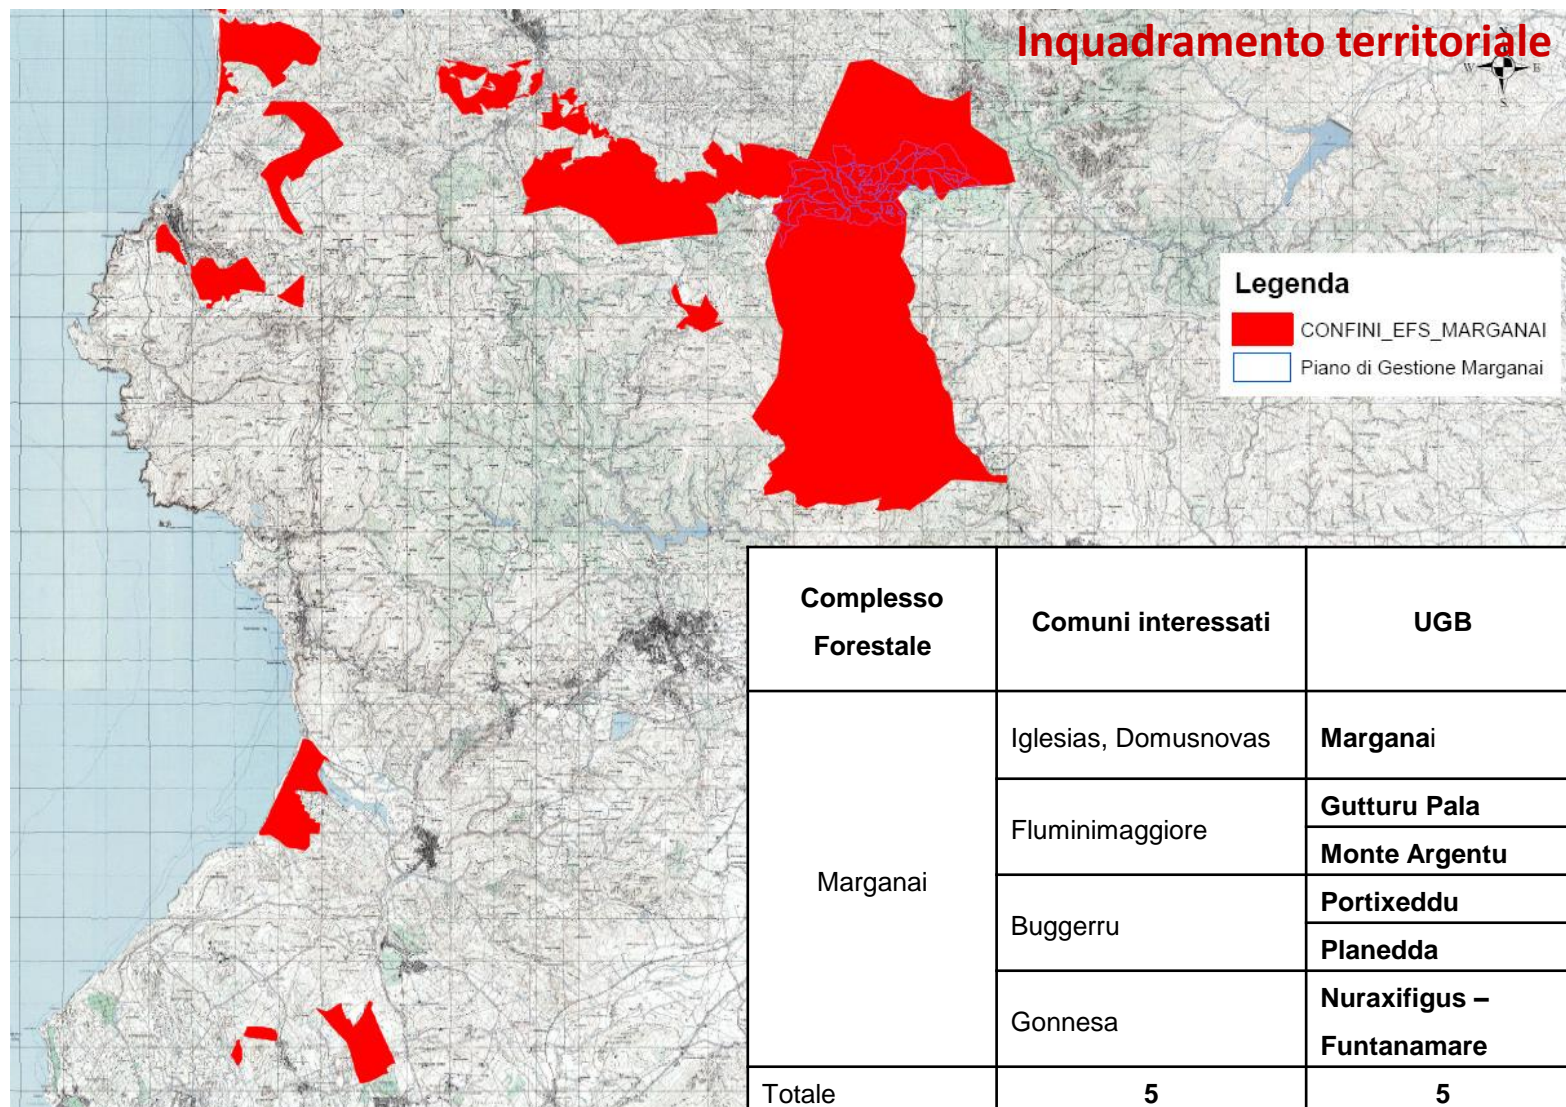 Inquadramento territoriale
N
W E
S
Legenda
CONFINI_EFS_MARGANAI
Piano di Gestione Marganai
Complesso
Forestale
Comuni interessati
UGB
Marganai
Iglesias, Domusnovas
Marganai
Fluminimaggiore
Gutturu Pala
Monte Argentu
Buggerru
Portixeddu
Planedda
Gonnesa
Nuraxifigus –
Funtanamare
Totale
5
5